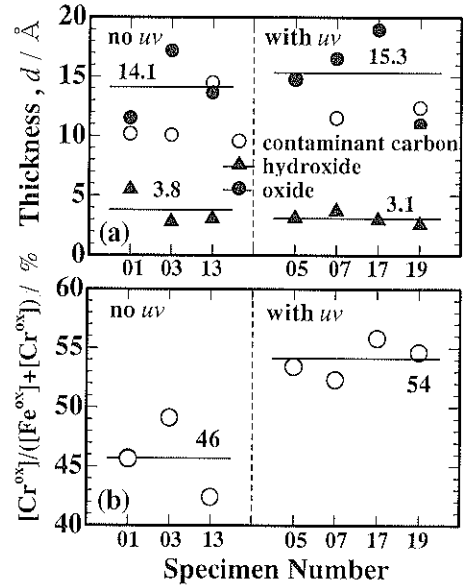 Thickness, d / Å
20
15
10
5
0
no uv
14.1
3.8
(a)
with uv
15.3
contaminant carbon
hydroxide
oxide
3.1
01 03 13 05 07 17 19
[Cr^ox]/([Fe^ox]+[Cr^ox]) / %
60
55
50
45
40
no uv
46
(b)
with uv
54
01 03 13 05 07 17 19
Specimen Number